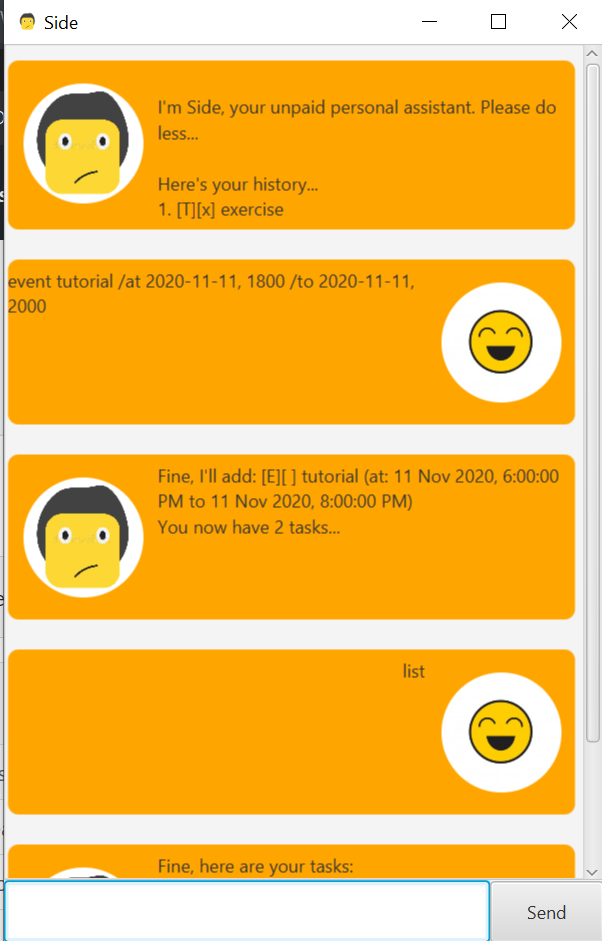 Side
I'm Side, your unpaid personal assistant. Please do
less...
Here's your history...
1. [T][x] exercise
event tutorial /at 2020-11-11, 1800 /to 2020-11-11,
2000
Fine, I'll add: [E][ ] tutorial (at: 11 Nov 2020, 6:00:00
PM to 11 Nov 2020, 8:00:00 PM)
You now have 2 tasks...
list
Fine, here are your tasks:
Send